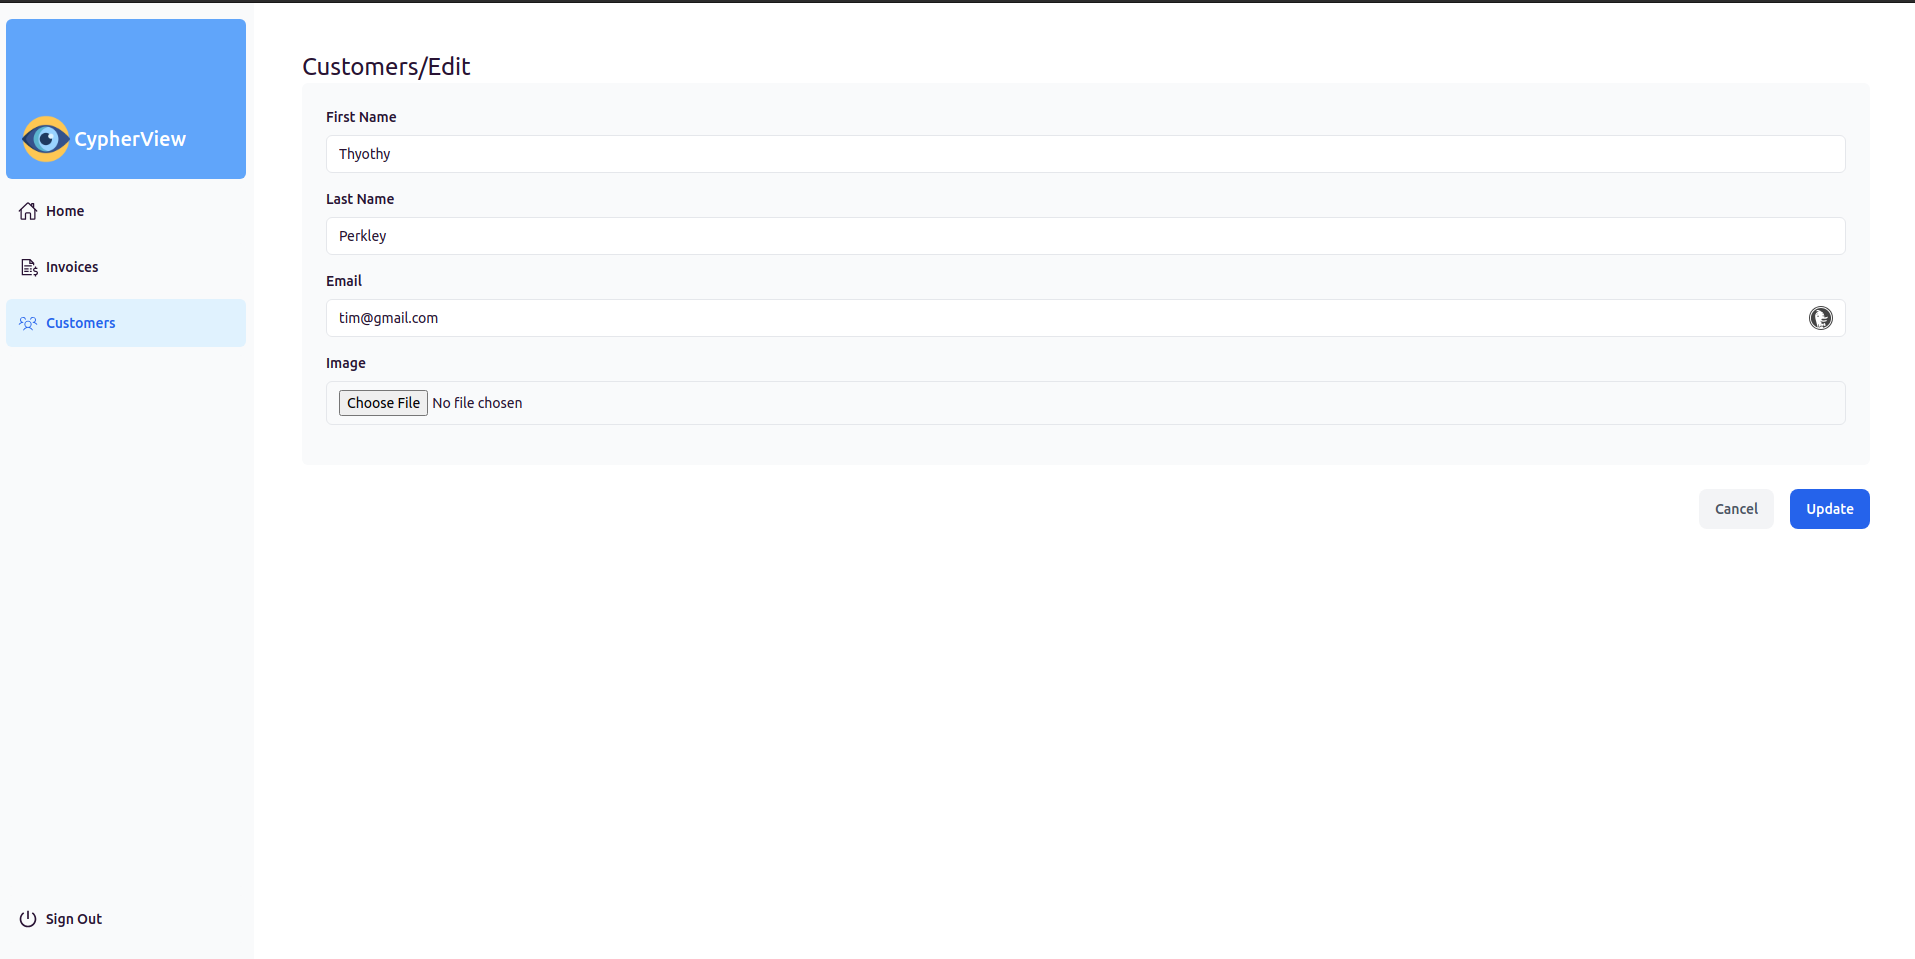 CypherView
Home
Invoices
Customers
Sign Out
Customers/Edit
First Name
Thyothy
Last Name
Perkley
Email
tim@gmail.com
Image
Choose File No file chosen
Cancel Update